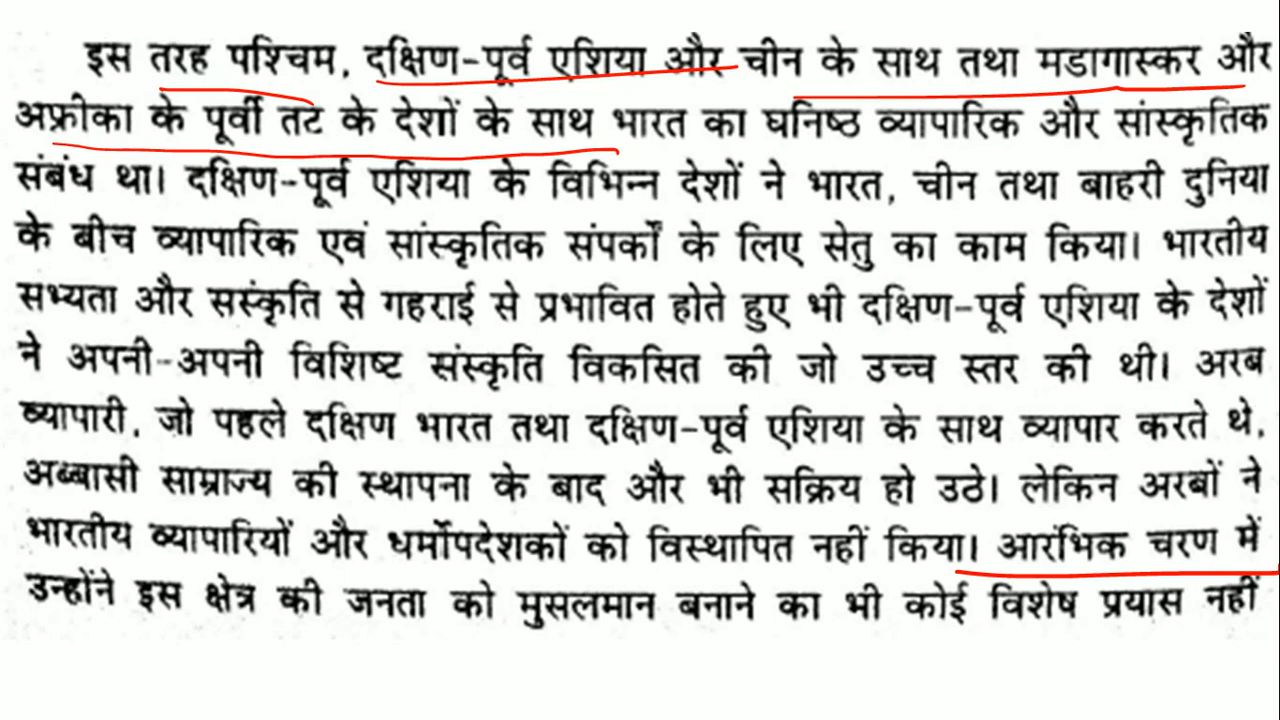 इस तरह पश्चिम, दक्षिण-पूर्व एशिया और चीन के साथ तथा मडागास्कर और
अफ्रीका के पूर्वी तट के देशों के साथ भारत का घनिष्ठ व्यापारिक और सांस्कृतिक
संबंध था। दक्षिण-पूर्व एशिया के विभिन्न देशों ने भारत, चीन तथा बाहरी दुनिया
के बीच व्यापारिक एवं सांस्कृतिक संपर्कों के लिए सेतु का काम किया। भारतीय
सभ्यता और सस्कृति से गहराई से प्रभावित होते हुए भी दक्षिण-पूर्व एशिया के देशों
ने अपनी-अपनी विशिष्ट संस्कृति विकसित की जो उच्च स्तर की थी। अरब
व्यापारी, जो पहले दक्षिण भारत तथा दक्षिण-पूर्व एशिया के साथ व्यापार करते थे,
अब्बासी साम्राज्य की स्थापना के बाद और भी सक्रिय हो उठे। लेकिन अरबों ने
भारतीय व्यापारियों और धर्मोपदेशकों को विस्थापित नहीं किया। आरंभिक चरण में
उन्होंने इस क्षेत्र की जनता को मुसलमान बनाने का भी कोई विशेष प्रयास नहीं